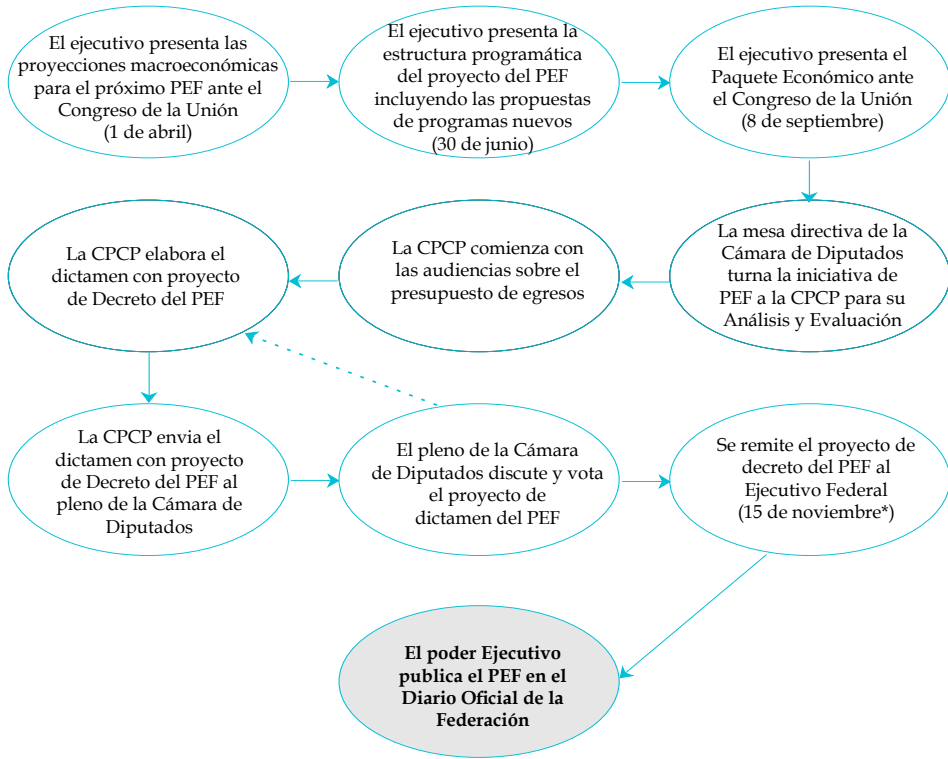 El ejecutivo presenta las
proyecciones macroeconómicas
para el próximo PEF ante el
Congreso de la Unión
(1 de abril)
El ejecutivo presenta la
estructura programática
del proyecto del PEF
incluyendo las propuestas
de programas nuevos
(30 de junio)
El ejecutivo presenta el
Paquete Económico ante
el Congreso de la Unión
(8 de septiembre)
La mesa directiva de la
Cámara de Diputados
turna la iniciativa de
PEF a la CPCP para su
Análisis y Evaluación
La CPCP comienza con
las audiencias sobre el
presupuesto de egresos
La CPCP elabora el
dictamen con proyecto
de Decreto del PEF
La CPCP envia el
dictamen con proyecto
de Decreto del PEF al
pleno de la Cámara de
Diputados
El pleno de la Cámara
de Diputados discute y vota
el proyecto de
dictamen del PEF
Se remite el proyecto de
decreto del PEF al
Ejecutivo Federal
(15 de noviembre*)
El poder Ejecutivo
publica el PEF en el
Diario Oficial de la
Federación